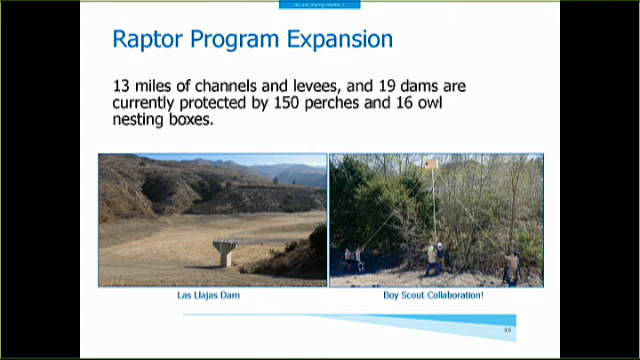 Raptor Program Expansion
13 miles of channels and levees, and 19 dams are
currently protected by 150 perches and 16 owl
nesting boxes.
Las Llajas Dam
Boy Scout Collaboration!
34